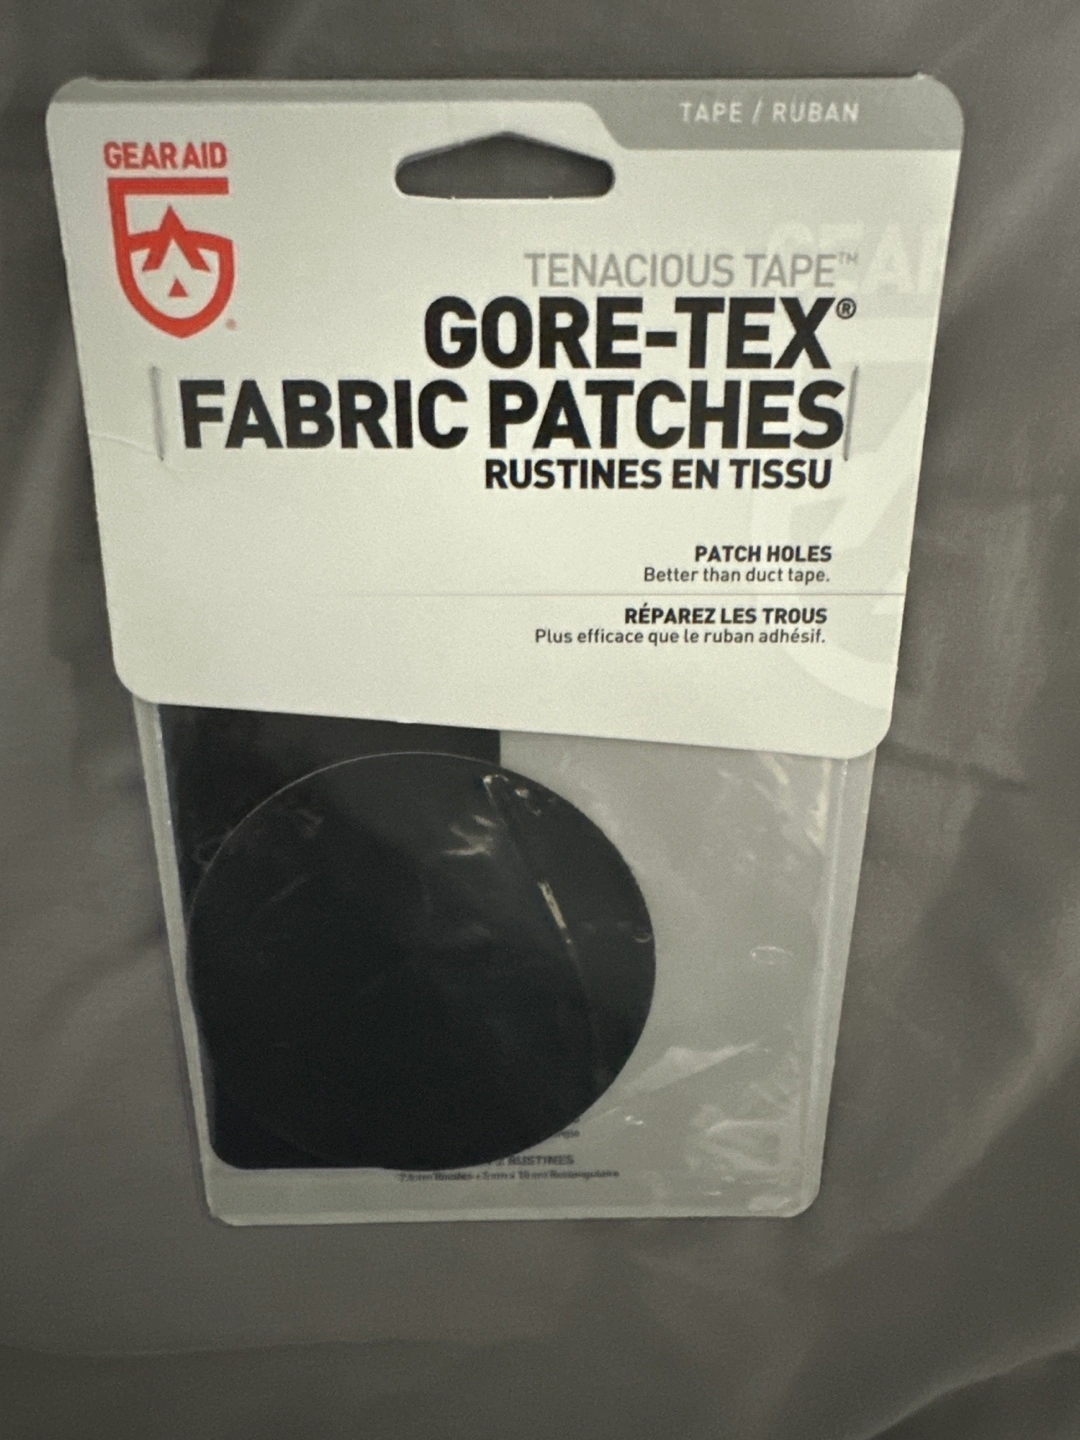 TAPE / RUBAN
GEAR AID
TENACIOUS TAPE™
GORE-TEX®
FABRIC PATCHES
RUSTINES EN TISSU
PATCH HOLES
Better than duct tape.
RÉPAREZ LES TROUS
Plus efficace que le ruban adhésif.
RUSTINES